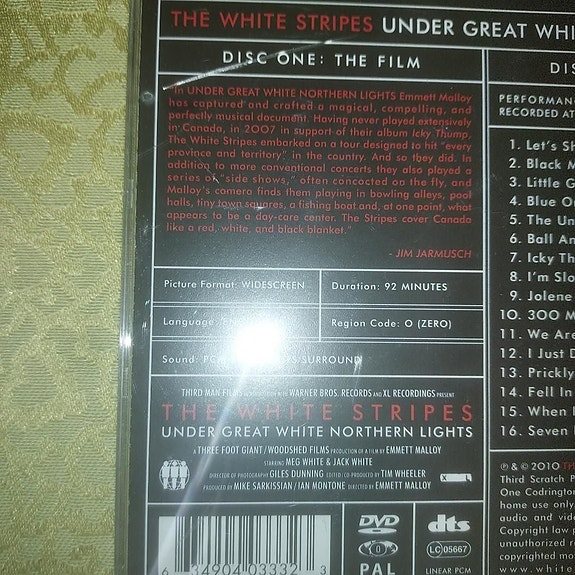 THE WHITE STRIPES UNDER GREAT WHI
DISC ONE: THE FILM
"In UNDER GREAT WHITE NORTHERN LIGHTS Emmett Malloy
has captured and crafted a magical, compelling, and
perfectly musical document. Having never played extensively
in Canada, in 2007 in support of their album Icky Thump,
The White Stripes embarked on a tour designed to hit "every
province and territory" in the country. And so they did. In
addition to more conventional concerts they also played a
series of "side shows," often concocted on the fly, and
Malloy's camera finds them playing in bowling alleys, pool
halls, tiny town squares, a fishing boat and, at one point, what
appears to be a day-care center. The Stripes cover Canada
like a red, white, and black blanket."
- JIM JARMUSCH
Picture Format: WIDESCREEN
Duration: 92 MINUTES
Language:
Region Code: O (ZERO)
Sound: SURROUND
THIRD MAN WARNER BROS. RECORDS AND XL RECORDINGS PRESENT
THE WHITE STRIPES
UNDER GREAT WHITE NORTHERN LIGHTS
A THREE FOOT GIANT/WOODSHED FILMS PRODUCTION OF A FILM BY EMMETT MALLOY
STARRING MEG WHITE & JACK WHITE
DIRECTOR OF PHOTOGRAPHY GILES DUNNING EDITED / CO PRODUCED BY TIM WHEELER
PRODUCED BY MIKE SARKISSIAN/IAN MONTONE DIRECTED BY EMMETT MALLOY
6 34904 03332 3
DVD
0
PAL
dts
LC 05667
LINEAR PCM
DIS
PERFORMAN
RECORDED AT
1. Let's Sh
2. Black M
3. Little G
4. Blue Or
5. The Un
6. Ball An
7. Icky Th
8. I'm Slo
9. Jolene
10. 300 M
11. We Are
12. I Just D
13. Prickly
14. Fell In
15. When I
16. Seven
℗ & © 2010 TH
Third Scratch P
One Codrington
home use only.
audio and vide
Copyright law p
unauthorized re
copyrighted mo
www.white